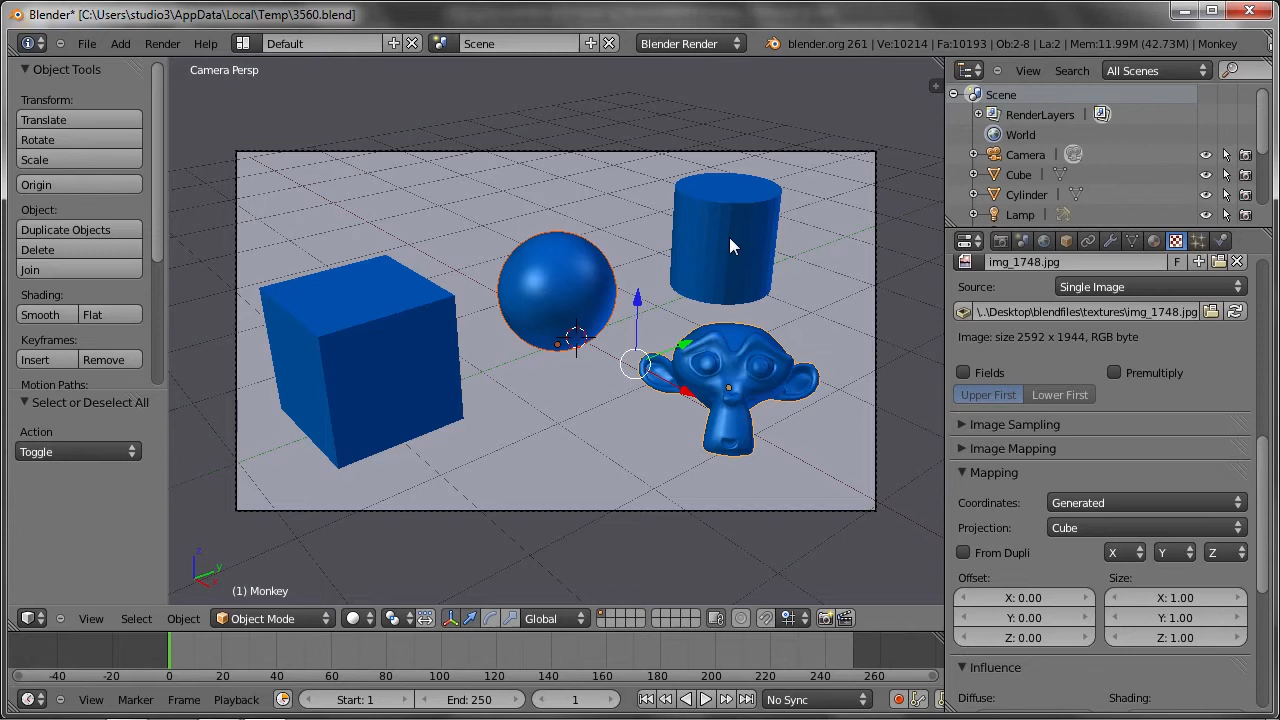 Blender* [C:\Users\studio3\AppData\Local\Temp\3560.blend]
File Add Render Help Default Scene Blender Render blender.org 261 | Ve:10214 | Fa:10193 | Ob:2-8 | La:2 | Mem:11.99M (42.73M) | Monkey
Object Tools
Transform:
Translate
Rotate
Scale
Origin
Object:
Duplicate Objects
Delete
Join
Shading:
Smooth Flat
Keyframes:
Insert Remove
Motion Paths:
Select or Deselect All
Action
Toggle
Camera Persp
z
y
x
(1) Monkey
View Select Object Object Mode Global
View Search All Scenes
Scene
RenderLayers
World
Camera
Cube
Cylinder
Lamp
img_1748.jpg F
Source: Single Image
\..Desktop\blendfiles\textures\img_1748.jpg
Image: size 2592 x 1944, RGB byte
Fields Premultiply
Upper First Lower First
Image Sampling
Image Mapping
Mapping
Coordinates: Generated
Projection: Cube
From Dupli X Y Z
Offset: Size:
X: 0.00 X: 1.00
Y: 0.00 Y: 1.00
Z: 0.00 Z: 1.00
Influence
Diffuse: Shading:
-40 -20 0 20 40 60 80 100 120 140 160 180 200 220 240 260
View Marker Frame Playback Start: 1 End: 250 1 No Sync